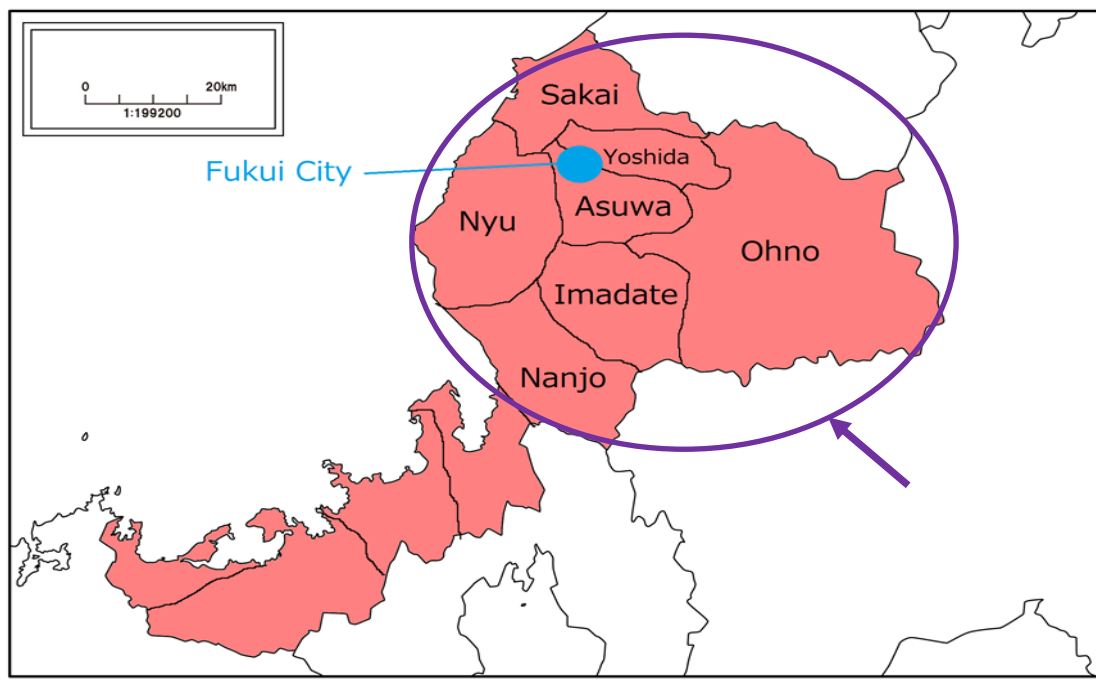 0 20km
1:199200
Sakai
Fukui City
Yoshida
Nyu
Asuwa
Ohno
Imadate
Nanjo